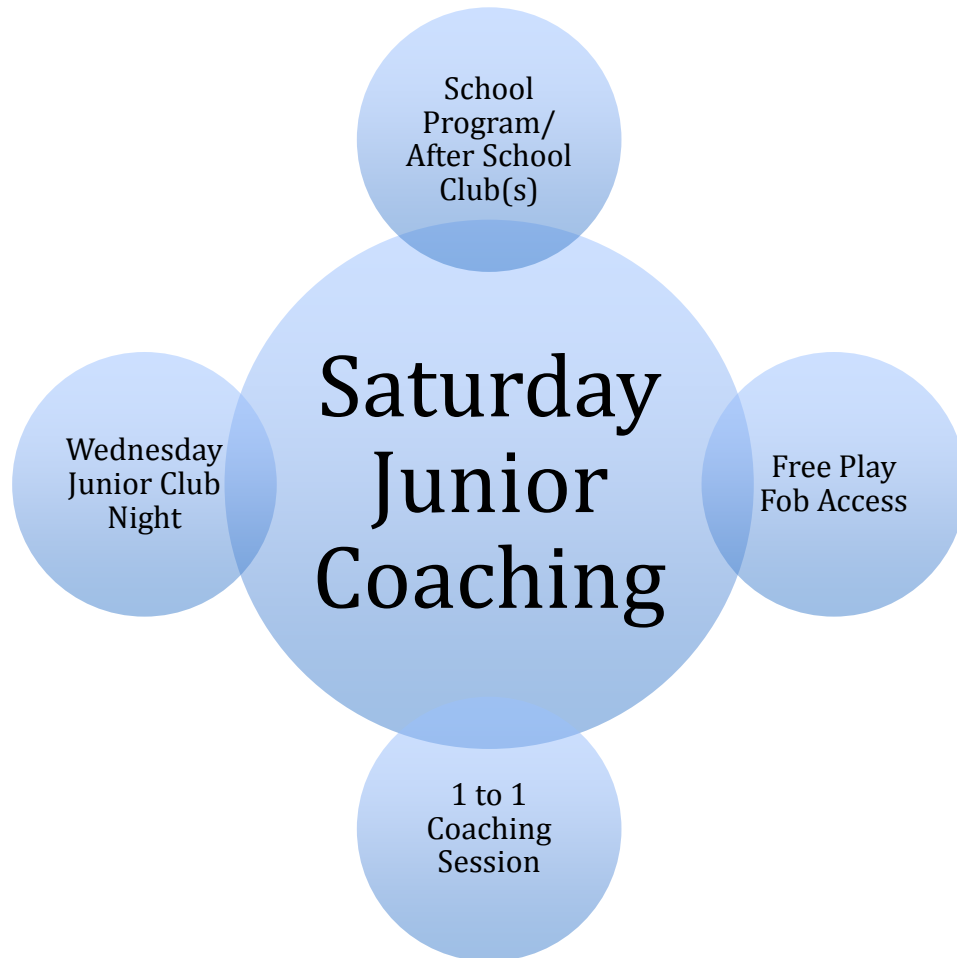 School
Program/
After School
Club(s)
Saturday
Junior
Coaching
Wednesday
Junior Club
Night
Free Play
Fob Access
1 to 1
Coaching
Session